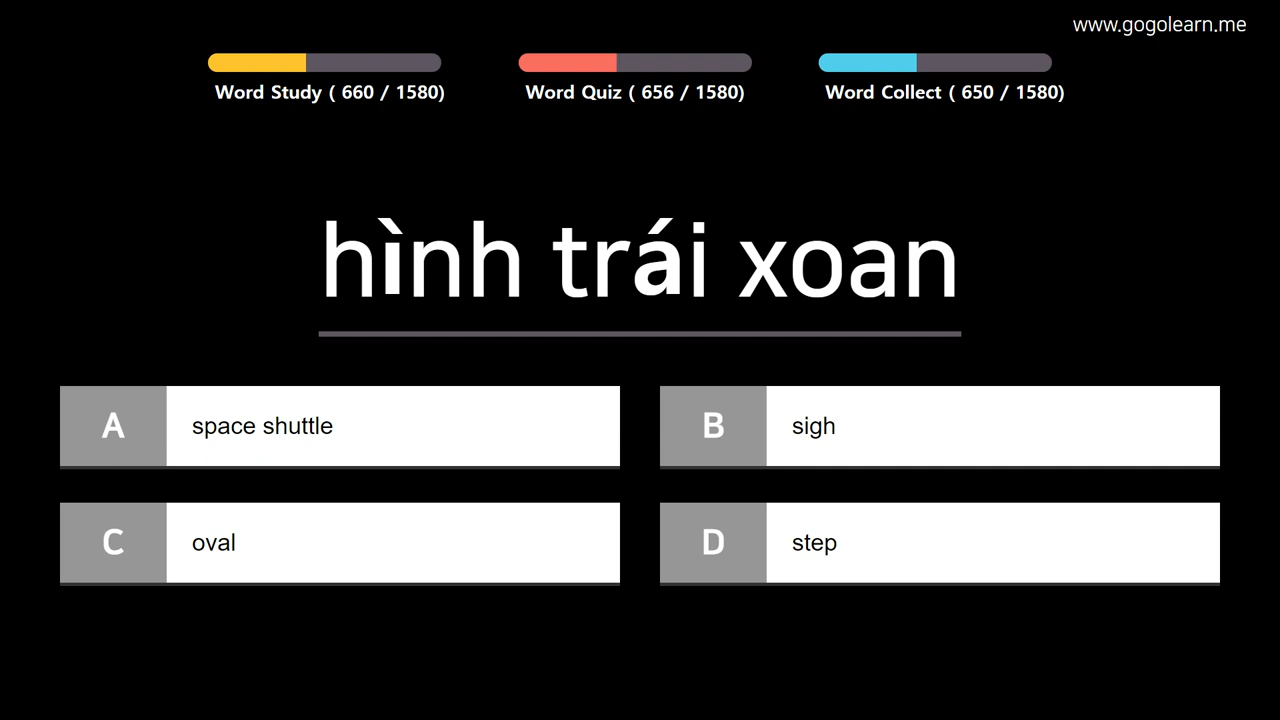 www.gogolearn.me
Word Study ( 660 / 1580)
Word Quiz ( 656 / 1580)
Word Collect ( 650 / 1580)
hình trái xoan
A space shuttle
B sigh
C oval
D step